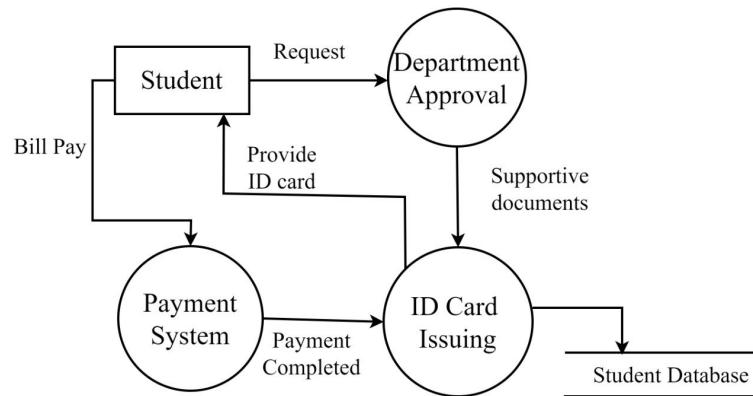 Request
Student
Department
Approval
Bill Pay
Provide
ID card
Supportive
documents
Payment
System
ID Card
Issuing
Payment
Completed
Student Database